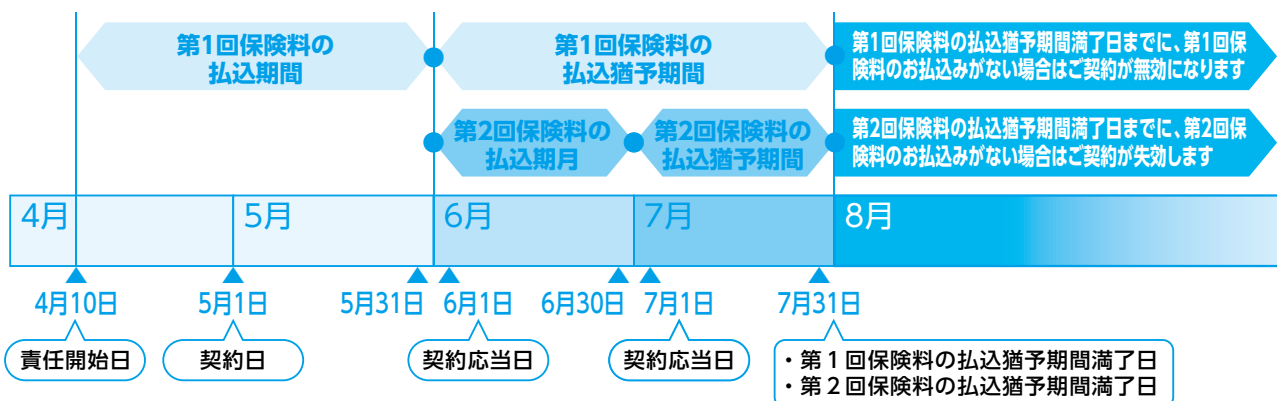 第1回保険料の
払込期間
第1回保険料の
払込猶予期間
第1回保険料の払込猶予期間満了日までに、第1回保
険料のお払込みがない場合はご契約が無効になります
第2回保険料の
払込期月
第2回保険料の
払込猶予期間
第2回保険料の払込猶予期間満了日までに、第2回保
険料のお払込みがない場合はご契約が失効します
4月
5月
6月
7月
8月
4月10日
5月1日
5月31日
6月1日
6月30日
7月1日
7月31日
責任開始日
契約日
契約応当日
契約応当日
・第1回保険料の払込猶予期間満了日
・第2回保険料の払込猶予期間満了日